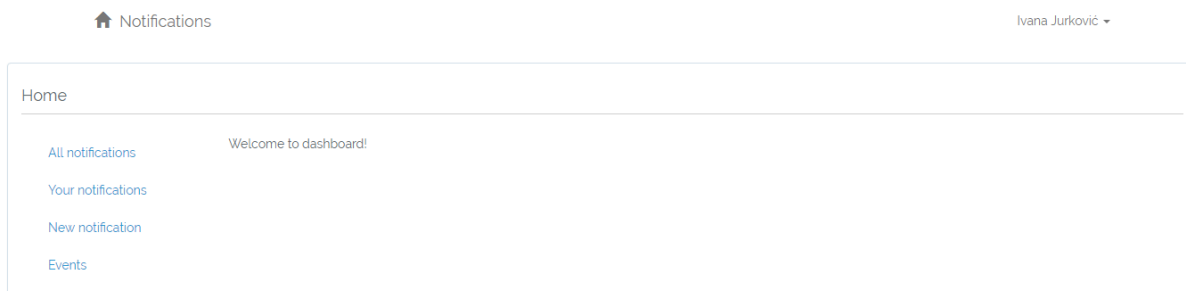 Notifications
Ivana Jurković
Home
All notifications
Welcome to dashboard!
Your notifications
New notification
Events